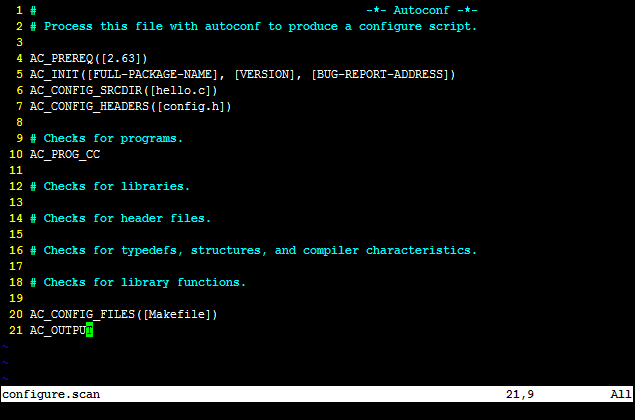 1 #                                                 -*- Autoconf -*-
2 # Process this file with autoconf to produce a configure script.
3
4 AC_PREREQ([2.63])
5 AC_INIT([FULL-PACKAGE-NAME], [VERSION], [BUG-REPORT-ADDRESS])
6 AC_CONFIG_SRCDIR([hello.c])
7 AC_CONFIG_HEADERS([config.h])
8
9 # Checks for programs.
10 AC_PROG_CC
11
12 # Checks for libraries.
13
14 # Checks for header files.
15
16 # Checks for typedefs, structures, and compiler characteristics.
17
18 # Checks for library functions.
19
20 AC_CONFIG_FILES([Makefile])
21 AC_OUTPUT
~
~
~
configure.scan 21,9 All